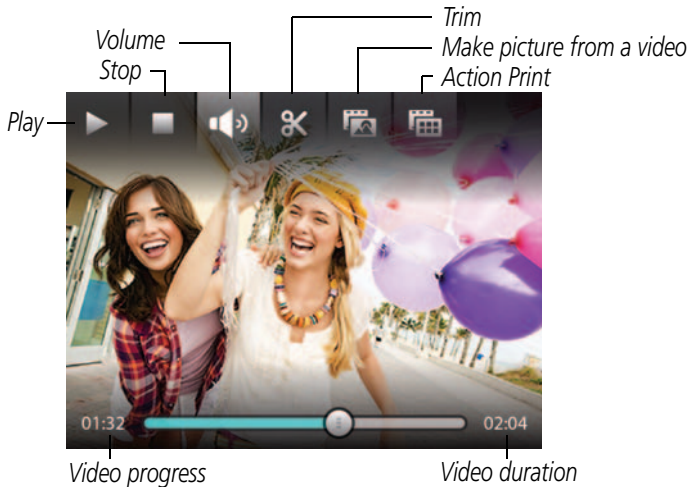 Trim
Volume
Make picture from a video
Stop
Action Print
Play
01:32
02:04
Video progress
Video duration